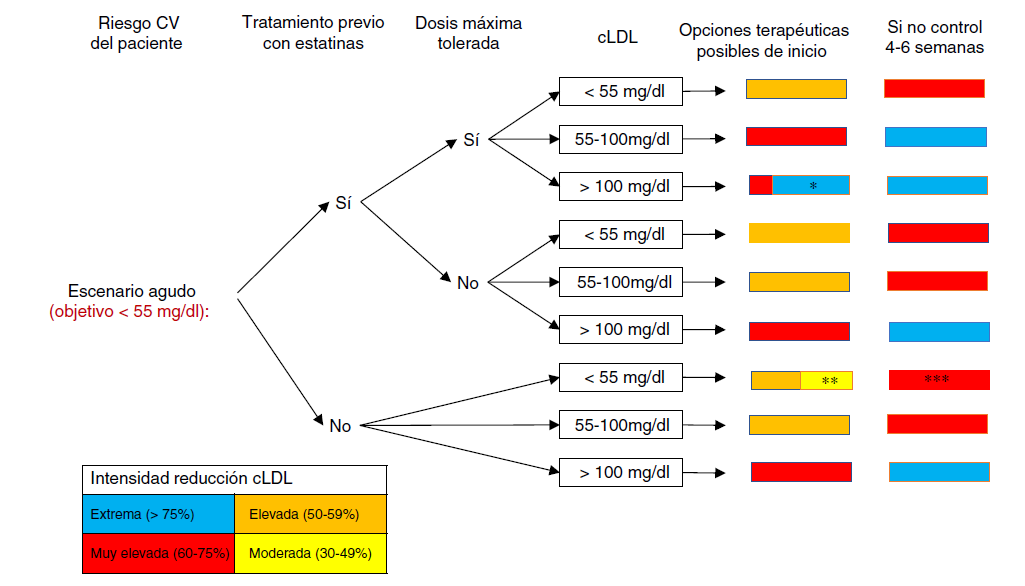 Riesgo CV
del paciente
Tratamiento previo
con estatinas
Dosis máxima
tolerada
cLDL
Opciones terapéuticas
posibles de inicio
Si no control
4-6 semanas
< 55 mg/dl
Sí
55-100mg/dl
> 100 mg/dl
*
Sí
< 55 mg/dl
No
55-100mg/dl
Escenario agudo
(objetivo < 55 mg/dl):
> 100 mg/dl
< 55 mg/dl
**
***
No
55-100mg/dl
> 100 mg/dl
Intensidad reducción cLDL
Extrema (> 75%)
Elevada (50-59%)
Muy elevada (60-75%)
Moderada (30-49%)